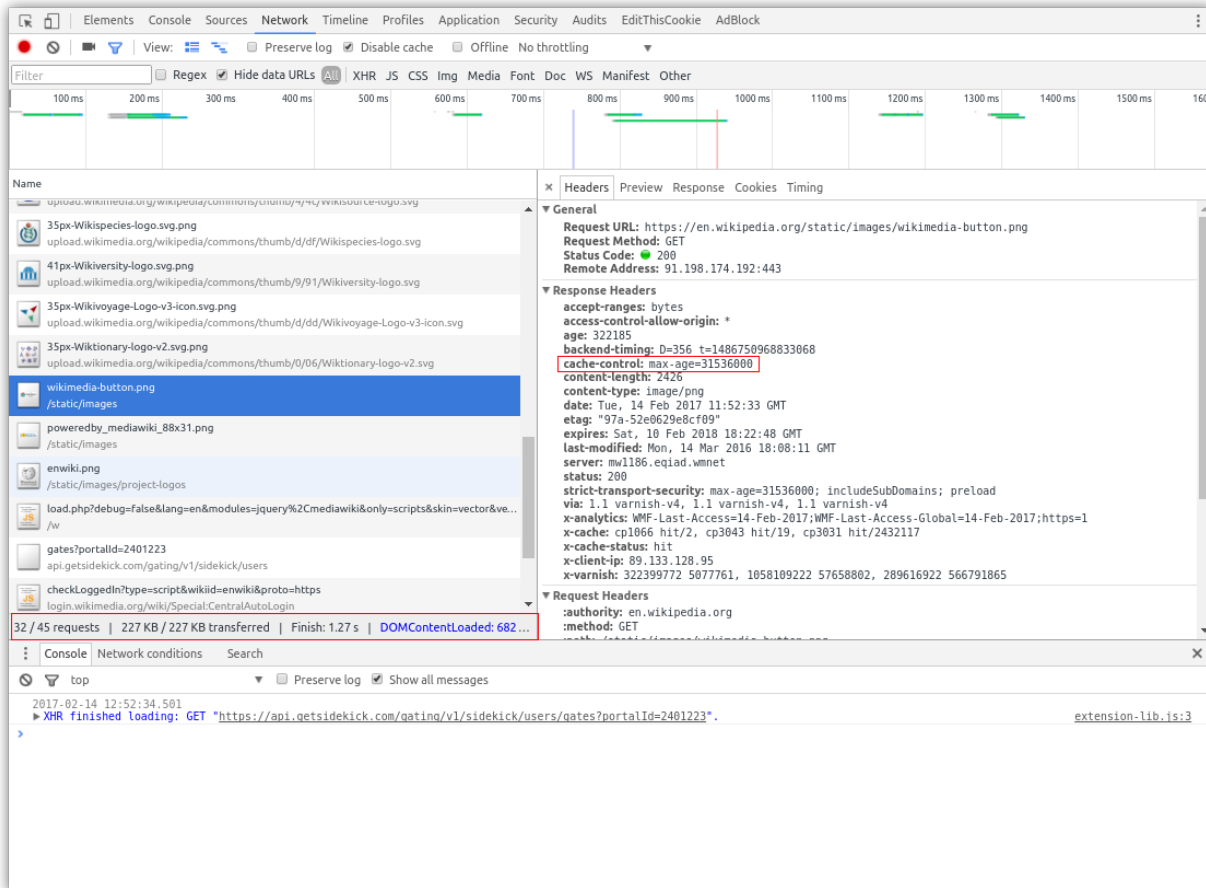 Elements Console Sources Network Timeline Profiles Application Security Audits EditThisCookie AdBlock
View: Preserve log Disable cache Offline No throttling
Filter Regex Hide data URLs All XHR JS CSS Img Media Font Doc WS Manifest Other
100 ms 200 ms 300 ms 400 ms 500 ms 600 ms 700 ms 800 ms 900 ms 1000 ms 1100 ms 1200 ms 1300 ms 1400 ms 1500 ms 160
Name
upload.wikimedia.org/wikipedia/commons/thumb/4/4c/Wikisource-logo.svg
35px-Wikispecies-logo.svg.png
upload.wikimedia.org/wikipedia/commons/thumb/d/df/Wikispecies-logo.svg
41px-Wikiversity-logo.svg.png
upload.wikimedia.org/wikipedia/commons/thumb/9/91/Wikiversity-logo.svg
35px-Wikivoyage-Logo-v3-icon.svg.png
upload.wikimedia.org/wikipedia/commons/thumb/d/dd/Wikivoyage-Logo-v3-icon.svg
35px-Wiktionary-logo-v2.svg.png
upload.wikimedia.org/wikipedia/commons/thumb/0/06/Wiktionary-logo-v2.svg
wikimedia-button.png
/static/images
poweredby_mediawiki_88x31.png
/static/images
enwiki.png
/static/images/project-logos
load.php?debug=false&lang=en&modules=jquery%2Cmediawiki&only=scripts&skin=vector&ve...
/w
gates?portalId=2401223
api.getsidekick.com/gating/v1/sidekick/users
checkLoggedIn?type=script&wikiid=enwiki&proto=https
login.wikimedia.org/wiki/Special:CentralAutoLogin
32 / 45 requests | 227 KB / 227 KB transferred | Finish: 1.27 s | DOMContentLoaded: 682 ...
× Headers Preview Response Cookies Timing
General
Request URL: https://en.wikipedia.org/static/images/wikimedia-button.png
Request Method: GET
Status Code: 200
Remote Address: 91.198.174.192:443
Response Headers
accept-ranges: bytes
access-control-allow-origin: *
age: 322185
backend-timing: D=356 t=1486750968833068
cache-control: max-age=31536000
content-length: 2426
content-type: image/png
date: Tue, 14 Feb 2017 11:52:33 GMT
etag: "97a-52e0629e8cf09"
expires: Sat, 10 Feb 2018 18:22:48 GMT
last-modified: Mon, 14 Mar 2016 18:08:11 GMT
server: mw1186.eqiad.wmnet
status: 200
strict-transport-security: max-age=31536000; includeSubDomains; preload
via: 1.1 varnish-v4, 1.1 varnish-v4, 1.1 varnish-v4
x-analytics: WMF-Last-Access=14-Feb-2017;WMF-Last-Access-Global=14-Feb-2017;https=1
x-cache: cp1066 hit/2, cp3043 hit/19, cp3031 hit/2432117
x-cache-status: hit
x-client-ip: 89.133.128.95
x-varnish: 322399772 5077761, 1058109222 57658802, 289616922 566791865
Request Headers
:authority: en.wikipedia.org
:method: GET
:path: /static/images/wikimedia-button.png
Console Network conditions Search
top Preserve log Show all messages
2017-02-14 12:52:34.501
XHR finished loading: GET "https://api.getsidekick.com/gating/v1/sidekick/users/gates?portalId=2401223". extension-lib.js:3